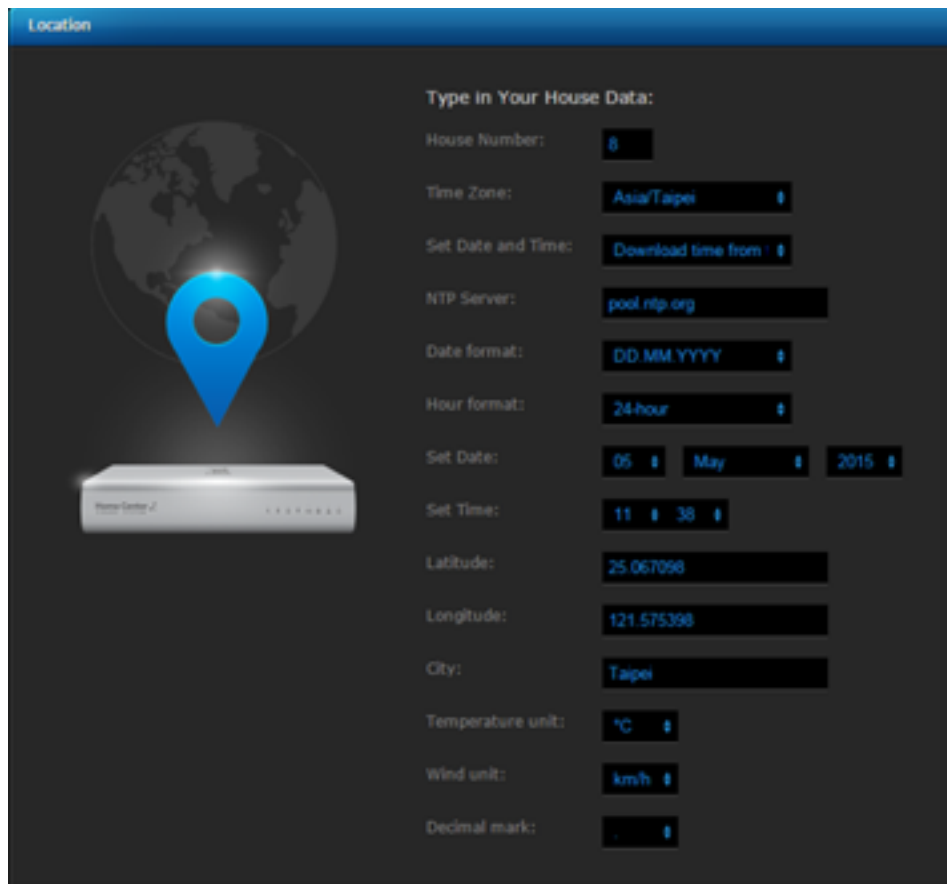 Location
Type in Your House Data:
House Number: 8
Time Zone: Asia/Taipei
Set Date and Time: Download time from
NTP Server: pool.ntp.org
Date format: DD.MM.YYYY
Hour format: 24-hour
Set Date: 05 May 2015
Home Center 2
Set Time: 11 38
Latitude: 25.067098
Longitude: 121.575398
City: Taipei
Temperature unit: °C
Wind unit: km/h
Decimal mark: .